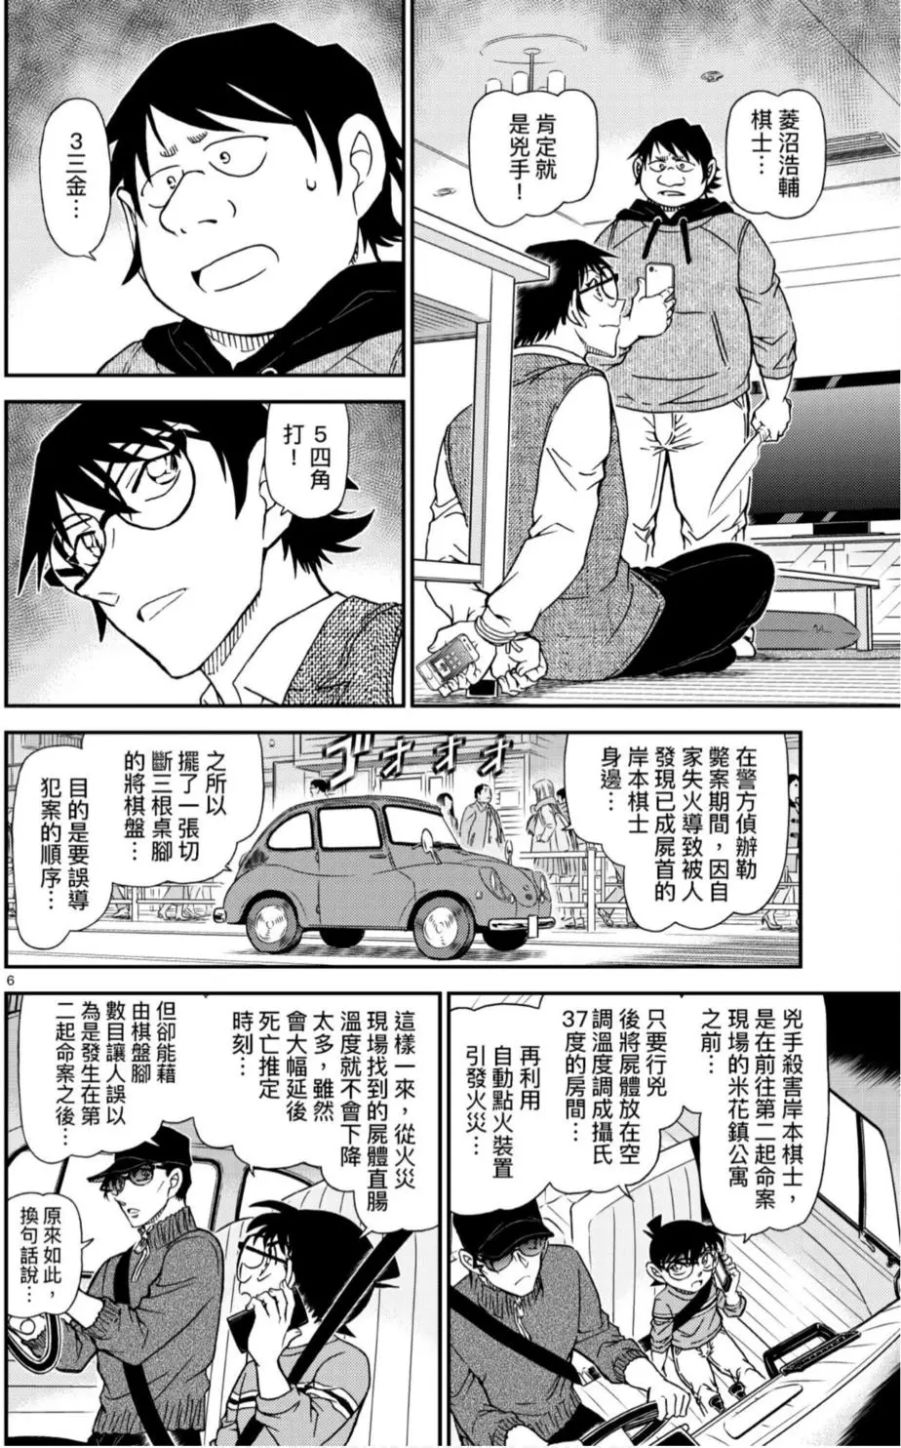 菱沼浩輔
棋士…
肯定就
是兇手！
3三金…
5四角
打！
在警方偵辦勒
斃案期間，因自
家失火導致被人
發現已成屍首的
岸本棋士
身邊…
ゴォォォォ
之所以
擺了一張切
斷三根桌腳
的將棋盤…
目的是要誤導
犯案的順序…
6
兇手殺害岸本棋士，
是在前往第二起命案
現場的米花鎮公寓
之前…
只要行兇
後將屍體放在空
調溫度調成攝氏
37度的房間…
再利用
自動點火裝置
引發火災…
這樣一來，從火災
現場找到的屍體直腸
溫度就不會下降
太多，雖然
會大幅延後
死亡推定
時刻…
但卻能藉
由棋盤腳
數目讓人誤以
為是發生在第
二起命案之後…
原來如此，
換句話說…